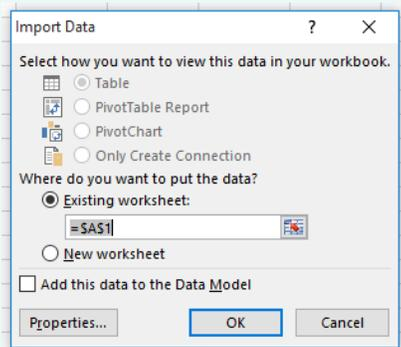 Import Data ? X
Select how you want to view this data in your workbook.
Table
PivotTable Report
PivotChart
Only Create Connection
Where do you want to put the data?
Existing worksheet:
=$A$1
New worksheet
Add this data to the Data Model
Properties... OK Cancel